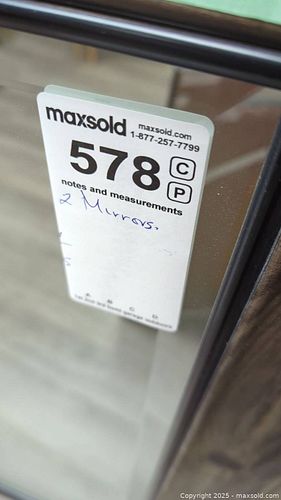 maxsold
maxsold.com
1-877-257-7799
578
C
P
notes and measurements
2 Mirrors.
A B C D
Copyright © 2025 - maxsold.com